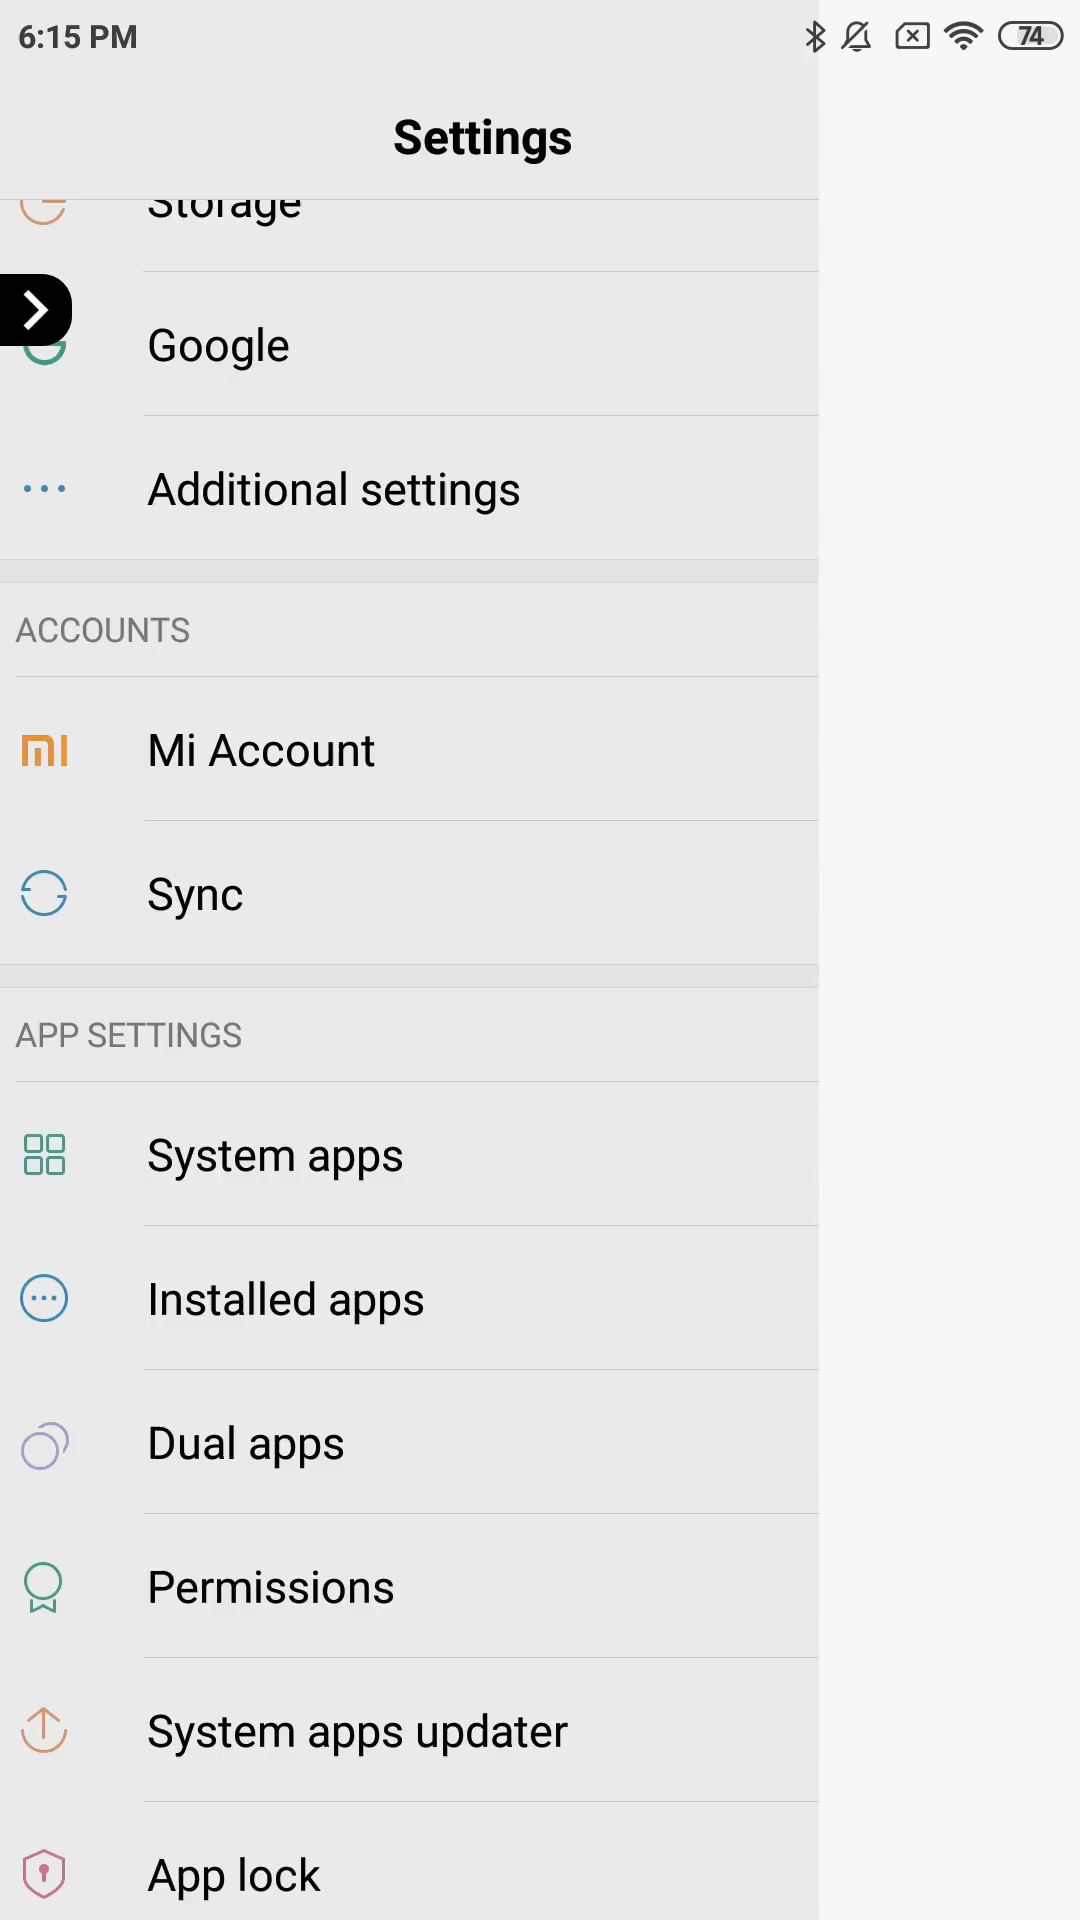 6:15 PM
74
Settings
Storage
Google
Additional settings
ACCOUNTS
Mi Account
Sync
APP SETTINGS
System apps
Installed apps
Dual apps
Permissions
System apps updater
App lock